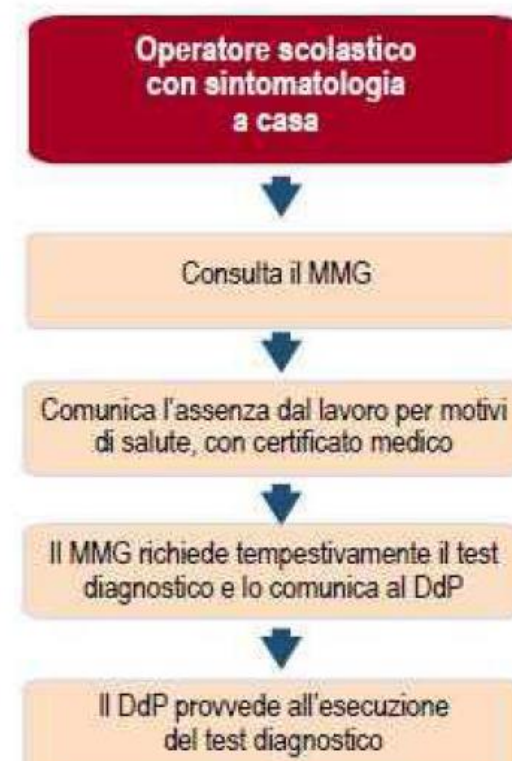 Operatore scolastico
con sintomatologia
a casa
Consulta il MMG
Comunica l'assenza dal lavoro per motivi
di salute, con certificato medico
Il MMG richiede tempestivamente il test
diagnostico e lo comunica al DdP
Il DdP provvede all'esecuzione
del test diagnostico